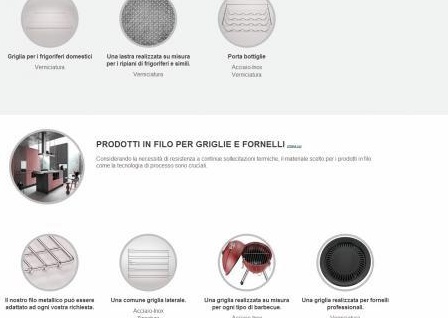 Griglia per i frigoriferi domestici
Verniciatura
Una lastra realizzata su misura
per i ripiani di frigoriferi e simili.
Verniciatura
Porta bottiglie
Acciaio-Inox
Verniciatura
PRODOTTI IN FILO PER GRIGLIE E FORNELLI
Considerando la necessità di resistenza a continue sollecitazioni termiche, il materiale scelto per i prodotti in filo
come la tecnologia di processo sono cruciali.
Il nostro filo metallico può essere
adattato ad ogni vostra richiesta.
Una comune griglia laterale.
Acciaio-Inox
Una griglia realizzata su misura
per ogni tipo di barbecue.
Acciaio-Inox
Una griglia realizzata per fornelli
professionali.
Verniciatura